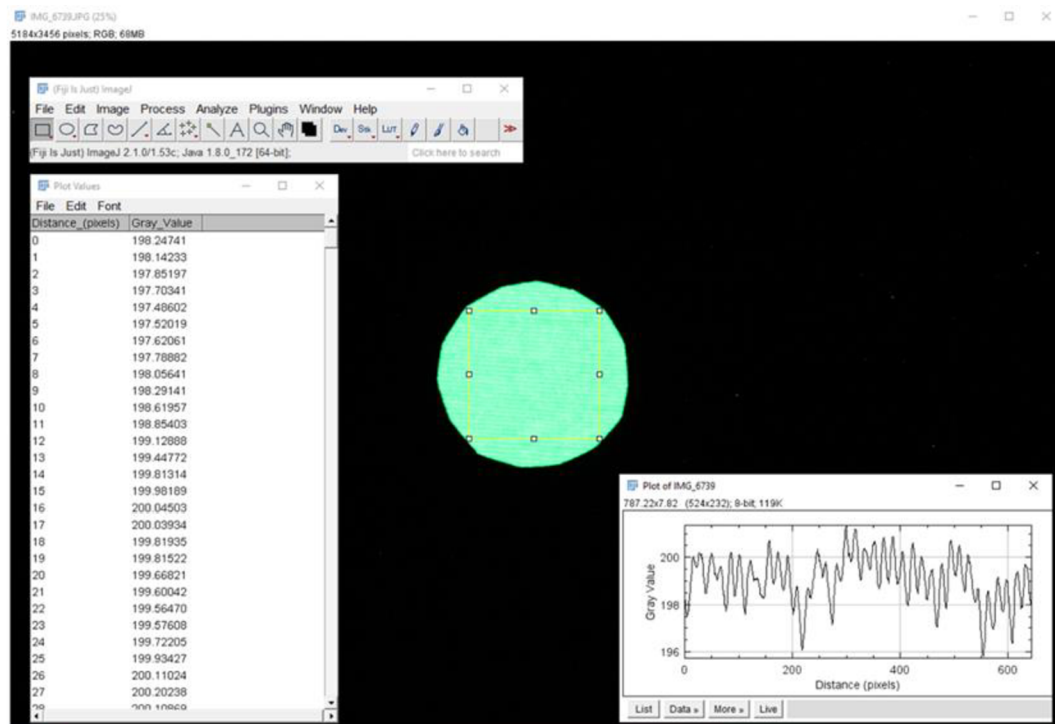 IMG_6739.JPG (25%)
5184x3456 pixels; RGB; 68MB
(Fiji Is Just) ImageJ
File Edit Image Process Analyze Plugins Window Help
Dev Stk LUT
(Fiji Is Just) ImageJ 2.1.0/1.53c; Java 1.8.0_172 [64-bit];
Click here to search
Plot Values
File Edit Font
Distance_(pixels) Gray_Value
0 198.24741
1 198.14233
2 197.85197
3 197.70341
4 197.48602
5 197.52019
6 197.62061
7 197.78882
8 198.05641
9 198.29141
10 198.61957
11 198.85403
12 199.12888
13 199.44772
14 199.81314
15 199.98189
16 200.04503
17 200.03934
18 199.81935
19 199.81522
20 199.66821
21 199.60042
22 199.56470
23 199.57608
24 199.72205
25 199.93427
26 200.11024
27 200.20238
28 200.10869
Plot of IMG_6739
787.22x7.82 (524x232); 8-bit; 119K
200
198
196
Gray Value
0 200 400 600
Distance (pixels)
List Data » More » Live